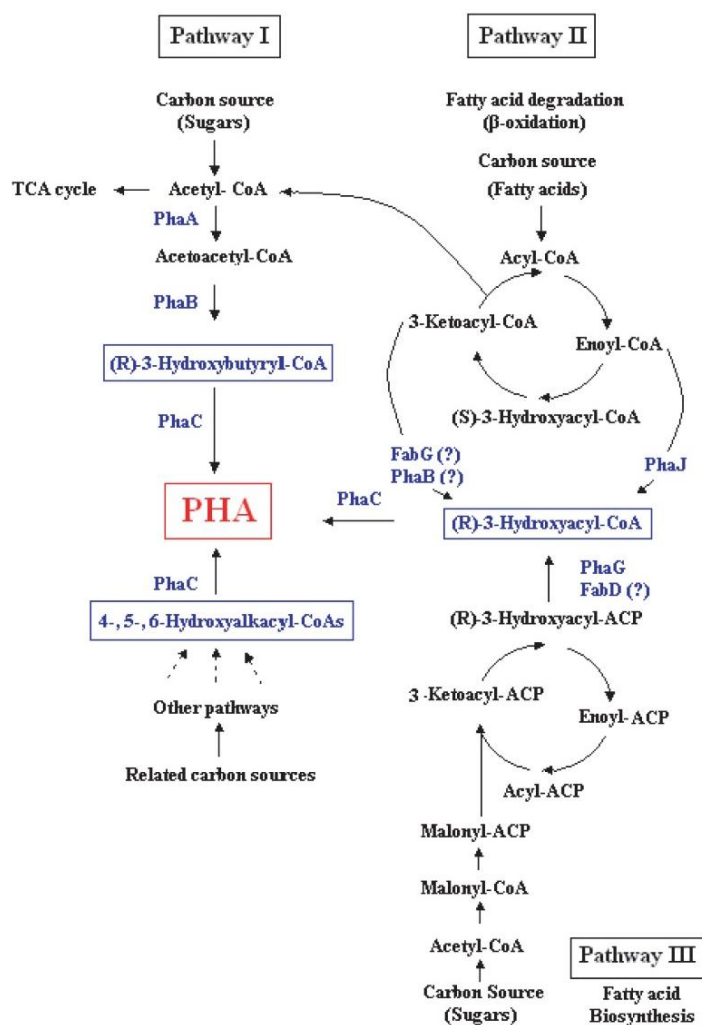 Pathway I
Carbon source
(Sugars)
TCA cycle
Acetyl- CoA
PhaA
Acetoacetyl-CoA
PhaB
(R)-3-Hydroxybutyryl-CoA
PhaC
PHA
PhaC
PhaC
4-, 5-, 6-Hydroxyalkacyl-CoAs
Other pathways
Related carbon sources
Pathway II
Fatty acid degradation
(β-oxidation)
Carbon source
(Fatty acids)
Acyl-CoA
3-Ketoacyl-CoA
Enoyl-CoA
(S)-3-Hydroxyacyl-CoA
FabG (?)
PhaB (?)
PhaJ
(R)-3-Hydroxyacyl-CoA
PhaG
FabD (?)
(R)-3-Hydroxyacyl-ACP
3 -Ketoacyl-ACP
Enoyl-ACP
Acyl-ACP
Malonyl-ACP
Malonyl-CoA
Acetyl-CoA
Carbon Source
(Sugars)
Pathway III
Fatty acid
Biosynthesis